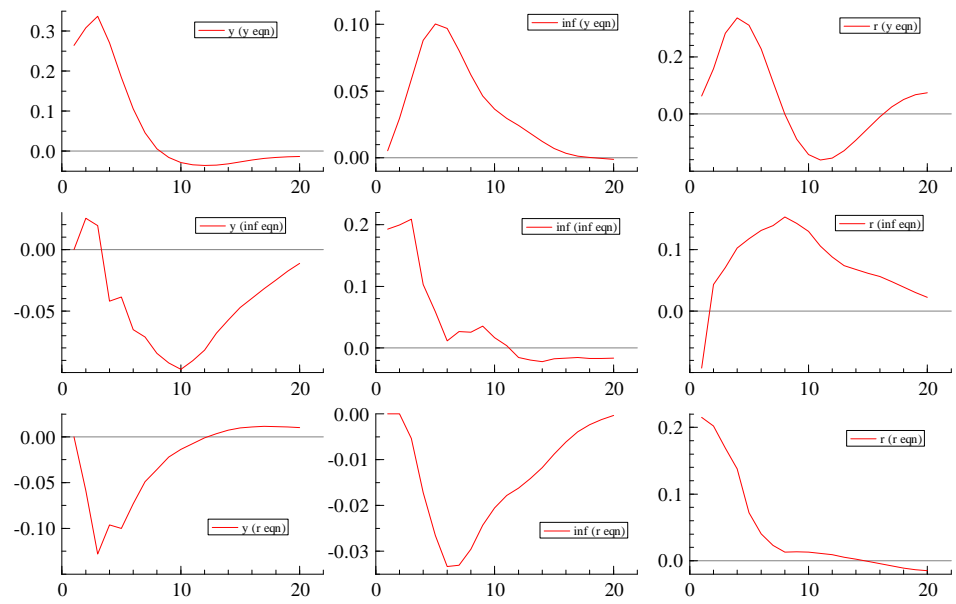 y (y eqn)
0.3
0.2
0.1
0.0
0 10 20
inf (y eqn)
0.10
0.05
0.00
0 10 20
r (y eqn)
0.2
0.0
0 10 20
y (inf eqn)
0.00
-0.05
0 10 20
inf (inf eqn)
0.2
0.1
0.0
0 10 20
r (inf eqn)
0.1
0.0
0 10 20
y (r eqn)
0.00
-0.05
-0.10
0 10 20
inf (r eqn)
0.00
-0.01
-0.02
-0.03
0 10 20
r (r eqn)
0.2
0.1
0.0
0 10 20